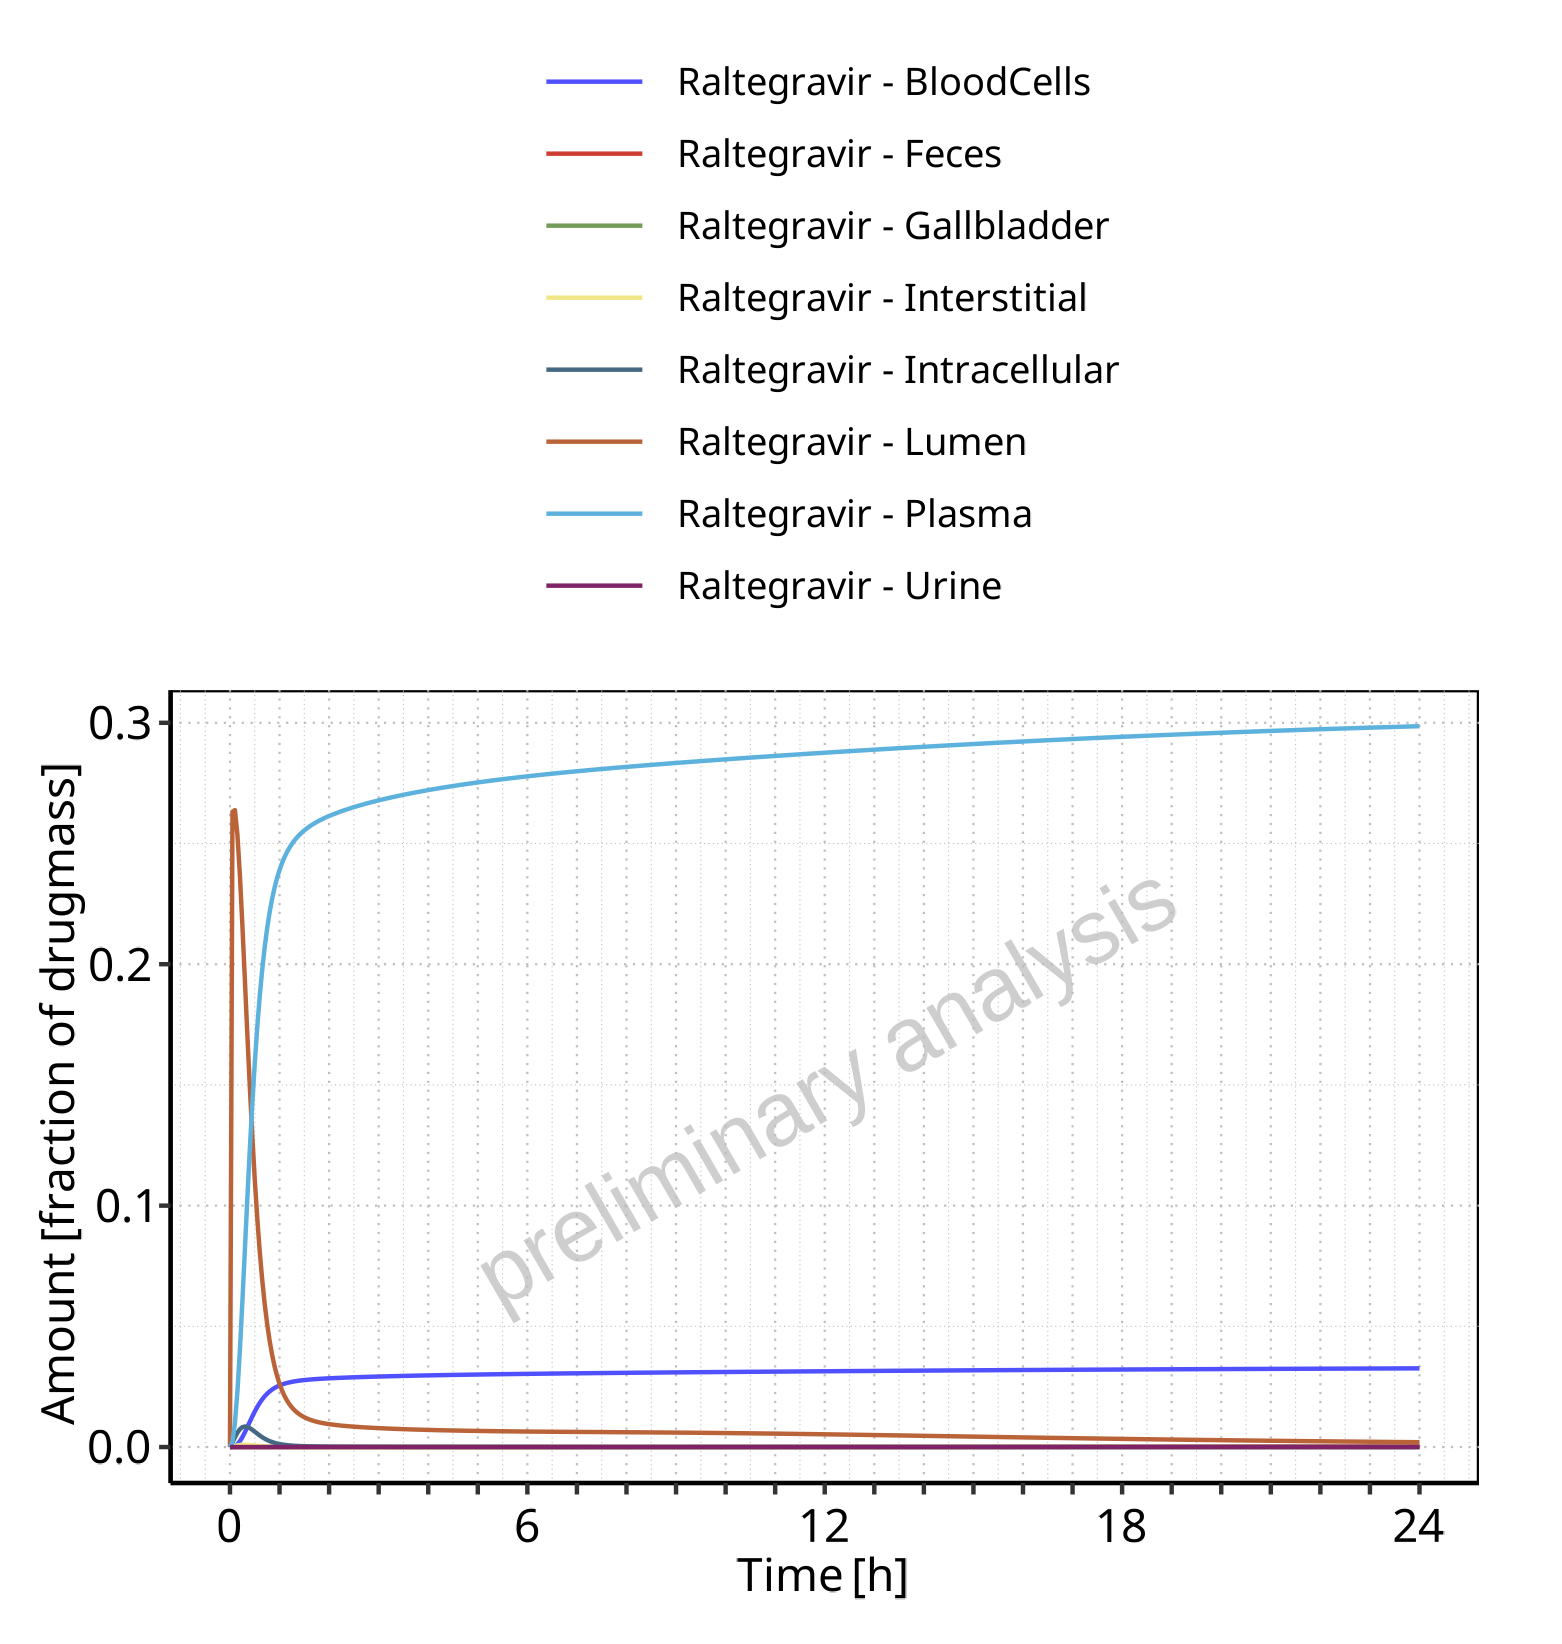 Raltegravir - BloodCells
Raltegravir - Feces
Raltegravir - Gallbladder
Raltegravir - Interstitial
Raltegravir - Intracellular
Raltegravir - Lumen
Raltegravir - Plasma
Raltegravir - Urine
0.3
0.2
0.1
0.0
Amount [fraction of drugmass]
preliminary analysis
0 6 12 18 24
Time [h]